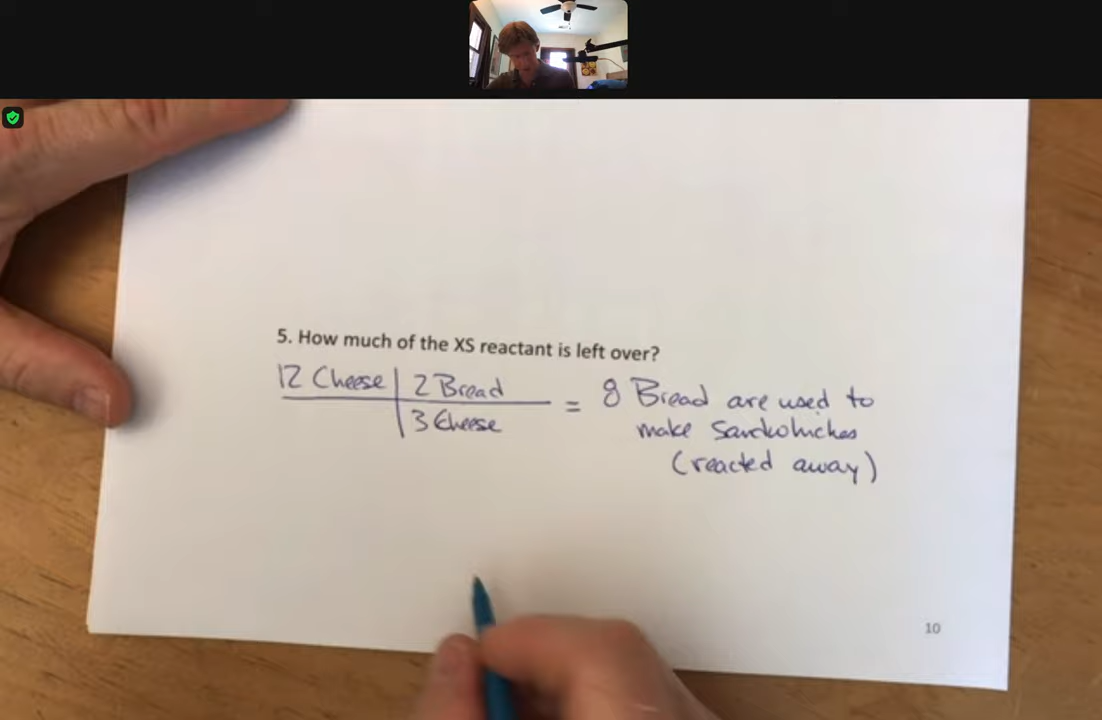 5. How much of the XS reactant is left over?
12 Cheese | 2 Bread
3 Cheese
= 8 Bread are used to
make Sandwhiches
(reacted away)
10